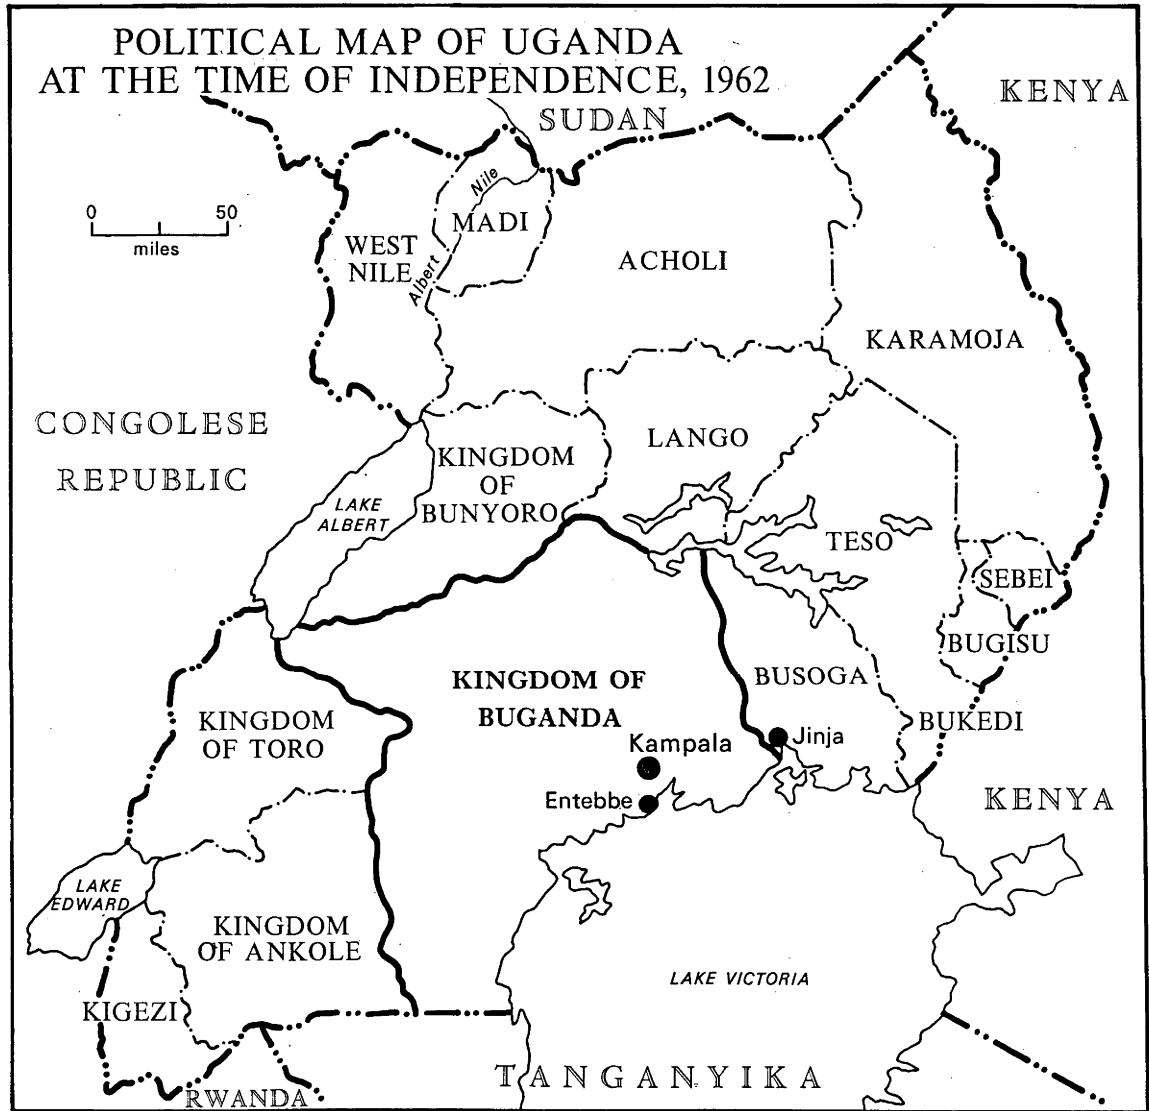 POLITICAL MAP OF UGANDA
AT THE TIME OF INDEPENDENCE, 1962
KENYA
SUDAN
0 50
miles
Nile
MADI
WEST
NILE
Albert
ACHOLI
KARAMOJA
CONGOLESE
REPUBLIC
LANGO
KINGDOM
OF
BUNYORO
LAKE
ALBERT
TESO
SEBEI
BUGISU
BUSOGA
KINGDOM OF
BUGANDA
KINGDOM
OF TORO
BUKEDI
Jinja
Kampala
Entebbe
KENYA
LAKE
EDWARD
KINGDOM
OF ANKOLE
LAKE VICTORIA
KIGEZI
TANGANYIKA
RWANDA